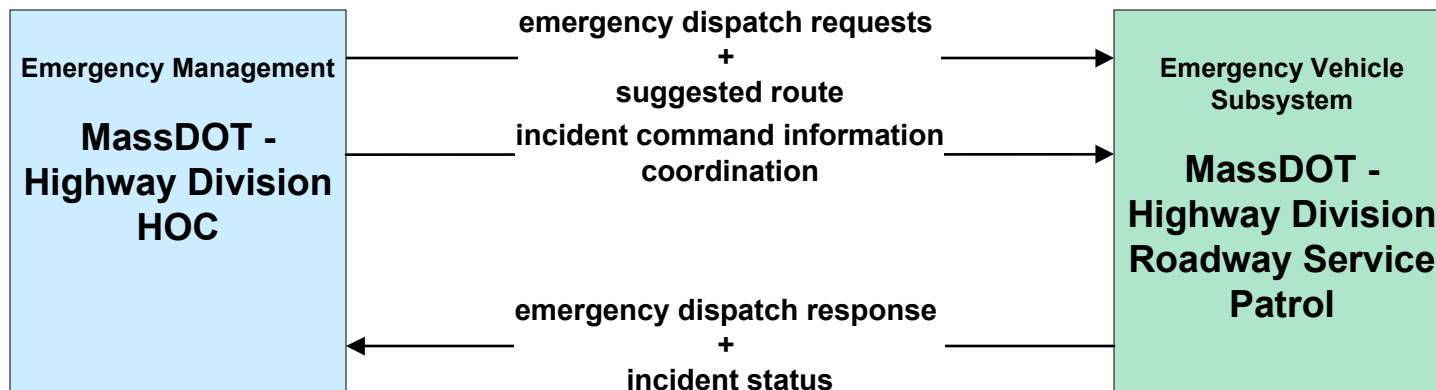 Emergency Management
MassDOT -
Highway Division
HOC
emergency dispatch requests
+
suggested route
incident command information
coordination
emergency dispatch response
+
incident status
Emergency Vehicle
Subsystem
MassDOT -
Highway Division
Roadway Service
Patrol